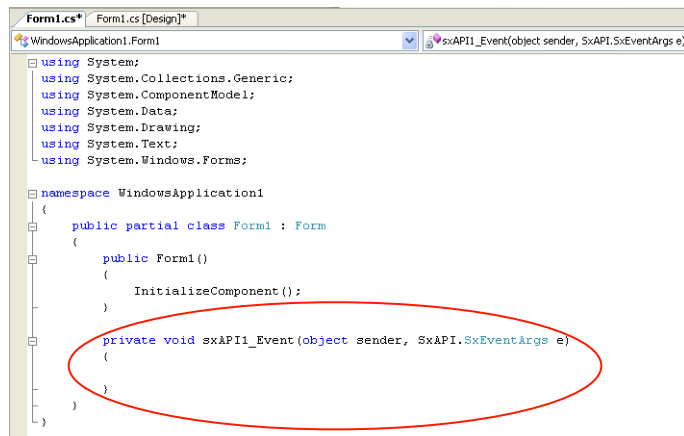 Form1.cs* Form1.cs [Design]*
WindowsApplication1.Form1 sxAPI1_Event(object sender, SxAPI.SxEventArgs e)
using System;
using System.Collections.Generic;
using System.ComponentModel;
using System.Data;
using System.Drawing;
using System.Text;
using System.Windows.Forms;
namespace WindowsApplication1
{
public partial class Form1 : Form
{
public Form1()
{
InitializeComponent();
}
private void sxAPI1_Event(object sender, SxAPI.SxEventArgs e)
{
}
}
}